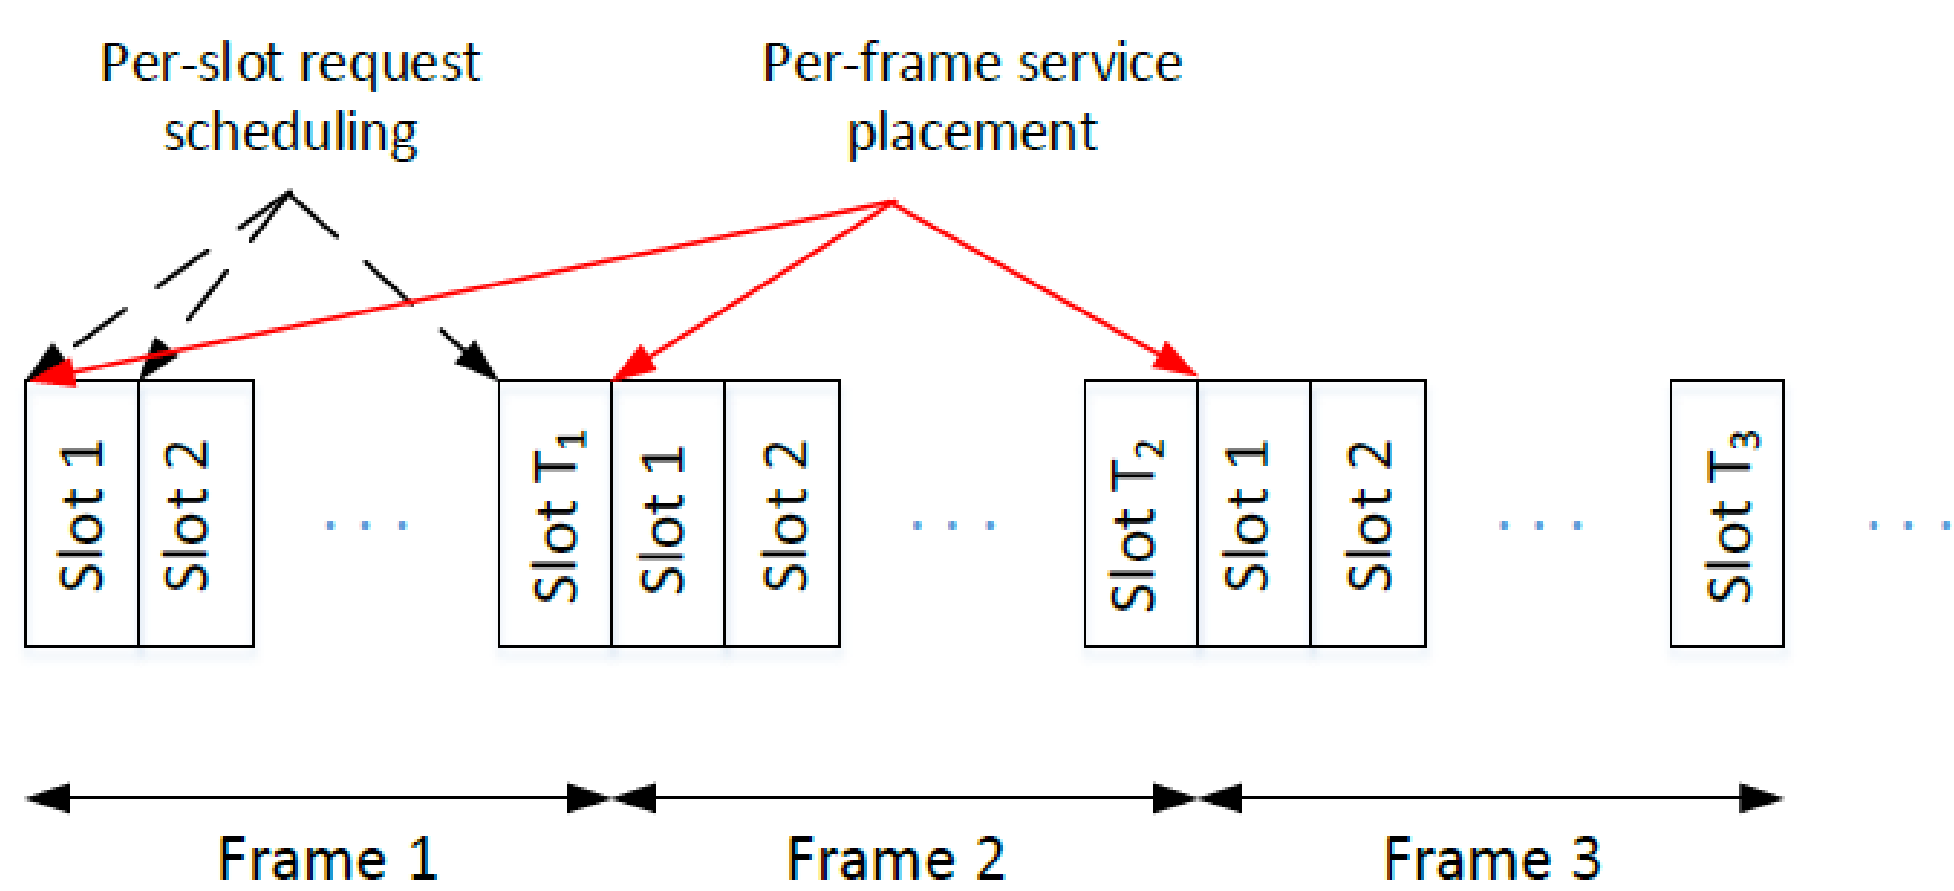 Per-slot request
scheduling
Per-frame service
placement
Slot 1
Slot 2
. . .
Slot T₁
Slot 1
Slot 2
. . .
Slot T₂
Slot 1
Slot 2
. . .
Slot T₃
. . .
Frame 1
Frame 2
Frame 3